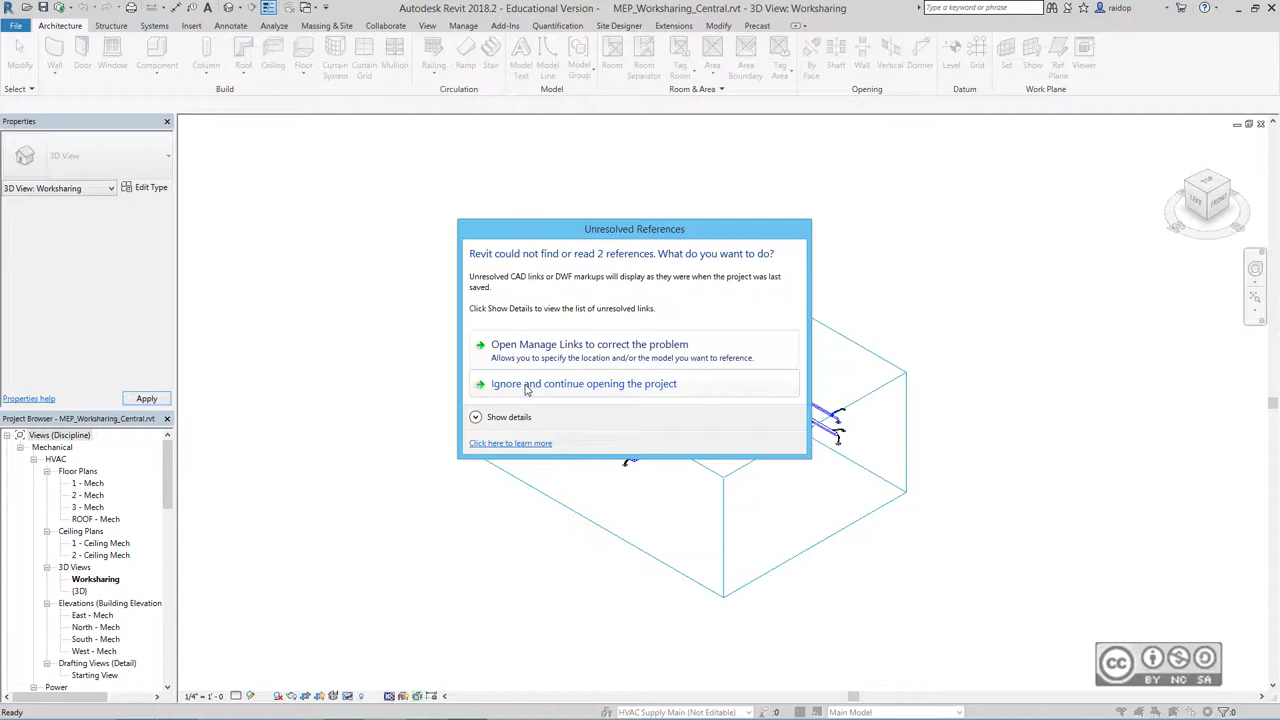 Autodesk Revit 2018.2 - Educational Version - MEP_Worksharing_Central.rvt - 3D View: Worksharing
Type a keyword or phrase
raidop
File Architecture Structure Systems Insert Annotate Analyze Massing & Site Collaborate View Manage Add-Ins Quantification Site Designer Extensions Modify Precast
Modify Wall Door Window Component Column Roof Ceiling Floor Curtain System Curtain Grid Mullion Railing Ramp Stair Model Text Model Line Model Group Room Room Separator Tag Room Area Area Boundary Tag Area By Face Shaft Wall Vertical Dormer Level Grid Set Show Ref Plane Viewer
Select Build Circulation Model Room & Area Opening Datum Work Plane
Properties
3D View
3D View: Worksharing Edit Type
Properties help Apply
Project Browser - MEP_Worksharing_Central.rvt
Views (Discipline)
Mechanical
HVAC
Floor Plans
1 - Mech
2 - Mech
3 - Mech
ROOF - Mech
Ceiling Plans
1 - Ceiling Mech
2 - Ceiling Mech
3D Views
Worksharing
{3D}
Elevations (Building Elevation
East - Mech
North - Mech
South - Mech
West - Mech
Drafting Views (Detail)
Starting View
Power
TOP
LEFT FRONT
Unresolved References
Revit could not find or read 2 references. What do you want to do?
Unresolved CAD links or DWF markups will display as they were when the project was last
saved.
Click Show Details to view the list of unresolved links.
Open Manage Links to correct the problem
Allows you to specify the location and/or the model you want to reference.
Ignore and continue opening the project
Show details
Click here to learn more
CC BY NC SA
1/4" = 1'-0"
Ready HVAC Supply Main (Not Editable) :0 Main Model :0